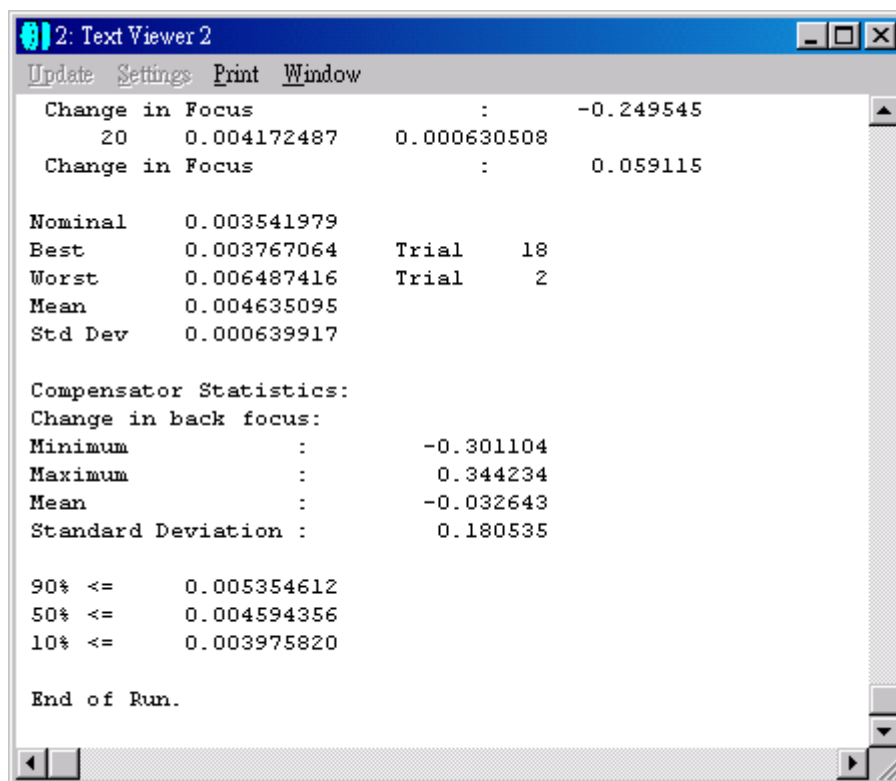 2: Text Viewer 2
Update Settings Print Window
Change in Focus : -0.249545
20 0.004172487 0.000630508
Change in Focus : 0.059115
Nominal 0.003541979
Best 0.003767064 Trial 18
Worst 0.006487416 Trial 2
Mean 0.004635095
Std Dev 0.000639917
Compensator Statistics:
Change in back focus:
Minimum : -0.301104
Maximum : 0.344234
Mean : -0.032643
Standard Deviation : 0.180535
90% <= 0.005354612
50% <= 0.004594356
10% <= 0.003975820
End of Run.